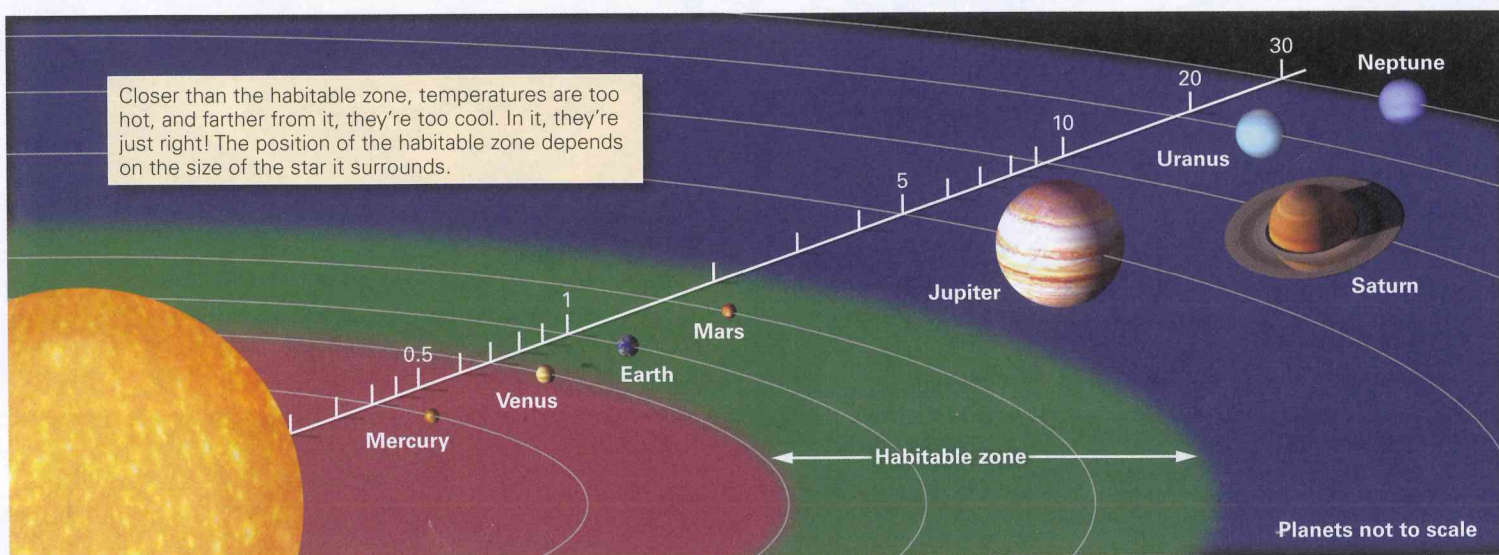 Closer than the habitable zone, temperatures are too
hot, and farther from it, they're too cool. In it, they're
just right! The position of the habitable zone depends
on the size of the star it surrounds.
0.5
1
5
10
20
30
Mercury
Venus
Earth
Mars
Jupiter
Saturn
Uranus
Neptune
Habitable zone
Planets not to scale